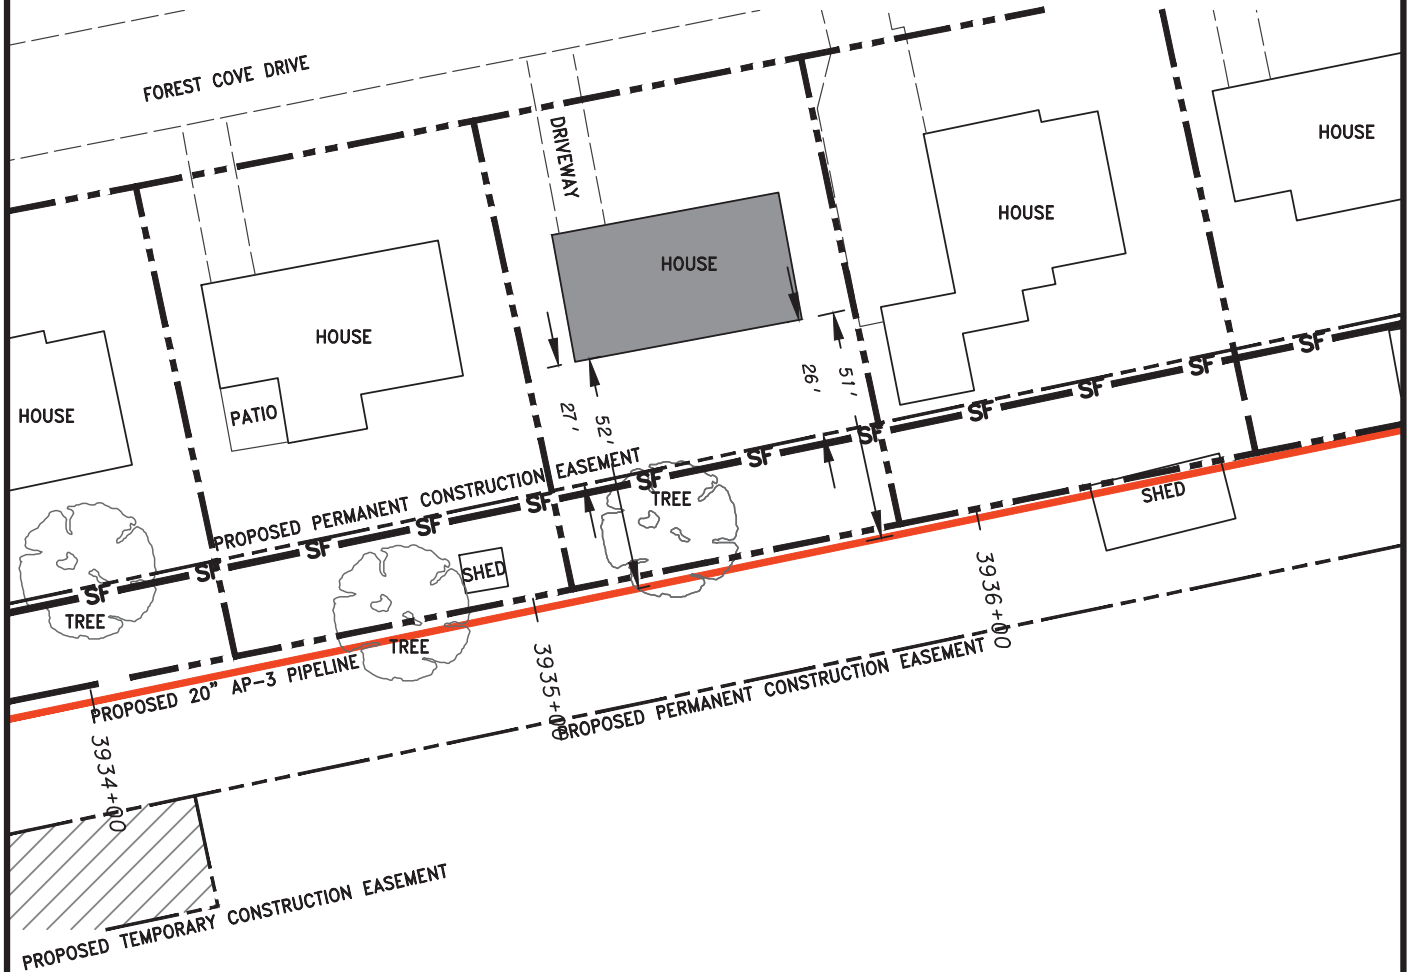 FOREST COVE DRIVE
DRIVEWAY
HOUSE
HOUSE
HOUSE
HOUSE
HOUSE
PATIO
26'
51'
27'
52'
SF
SF
SF
SF
SF
SF
SF
SF
SF
SF
SF
SF
PROPOSED PERMANENT CONSTRUCTION EASEMENT
TREE
SHED
SHED
TREE
TREE
PROPOSED 20" AP-3 PIPELINE
3936+00
3935+00
3934+00
PROPOSED PERMANENT CONSTRUCTION EASEMENT
PROPOSED TEMPORARY CONSTRUCTION EASEMENT